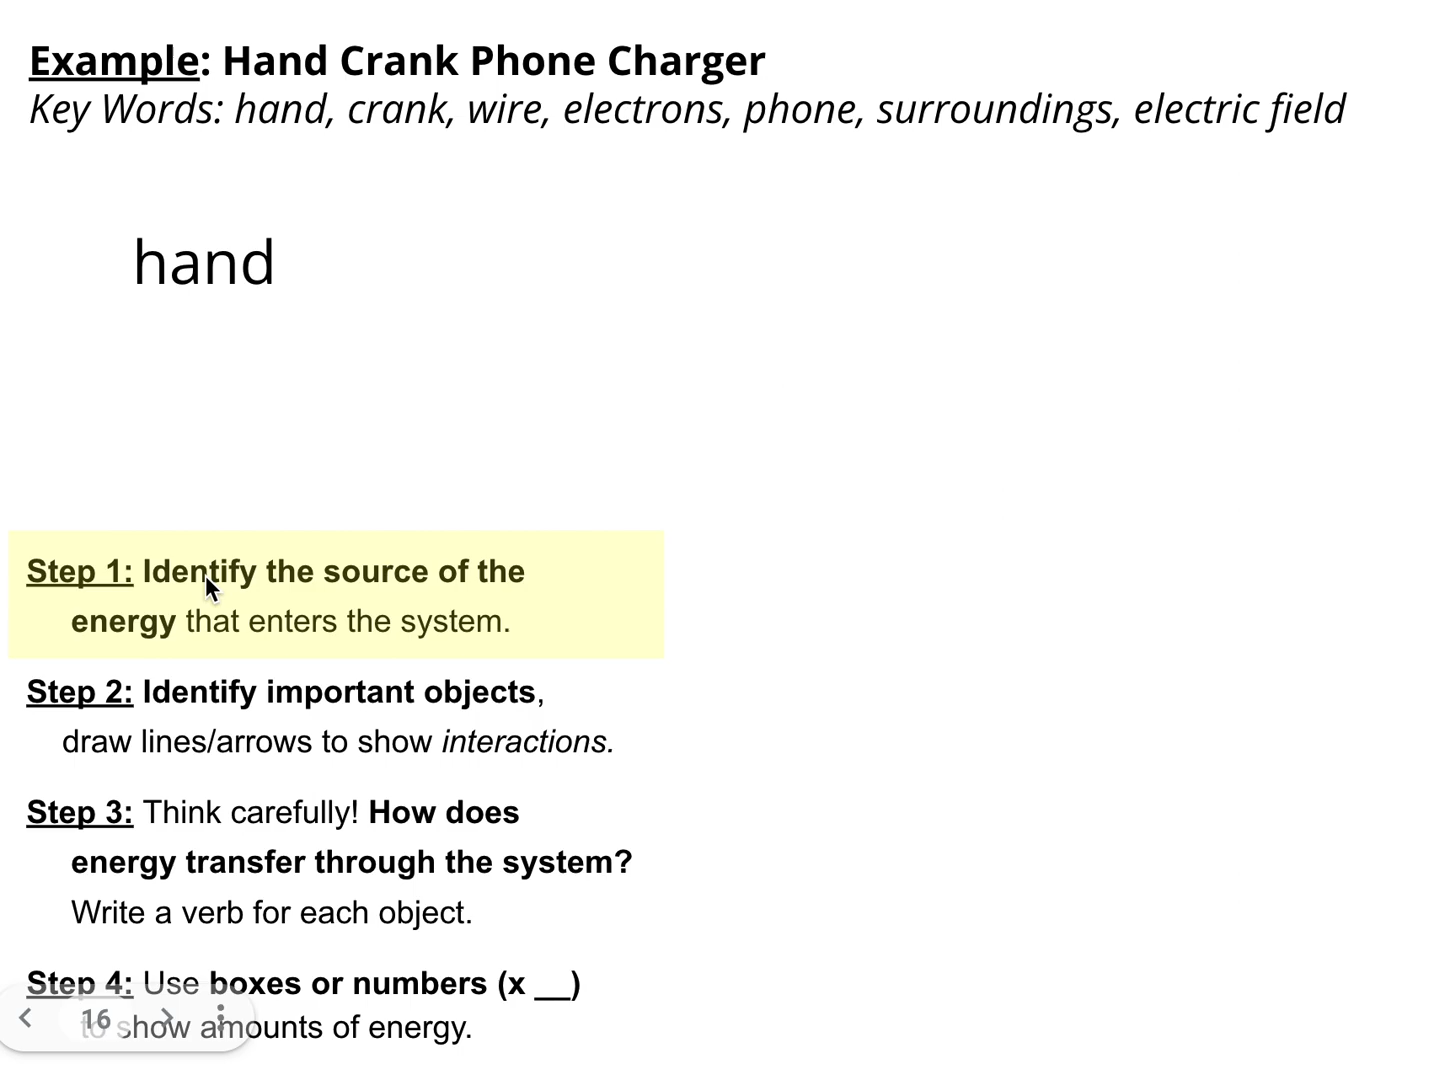 Example: Hand Crank Phone Charger
Key Words: hand, crank, wire, electrons, phone, surroundings, electric field
hand
Step 1: Identify the source of the
energy that enters the system.
Step 2: Identify important objects,
draw lines/arrows to show interactions.
Step 3: Think carefully! How does
energy transfer through the system?
Write a verb for each object.
Step 4: Use boxes or numbers (x __)
to show amounts of energy.
16